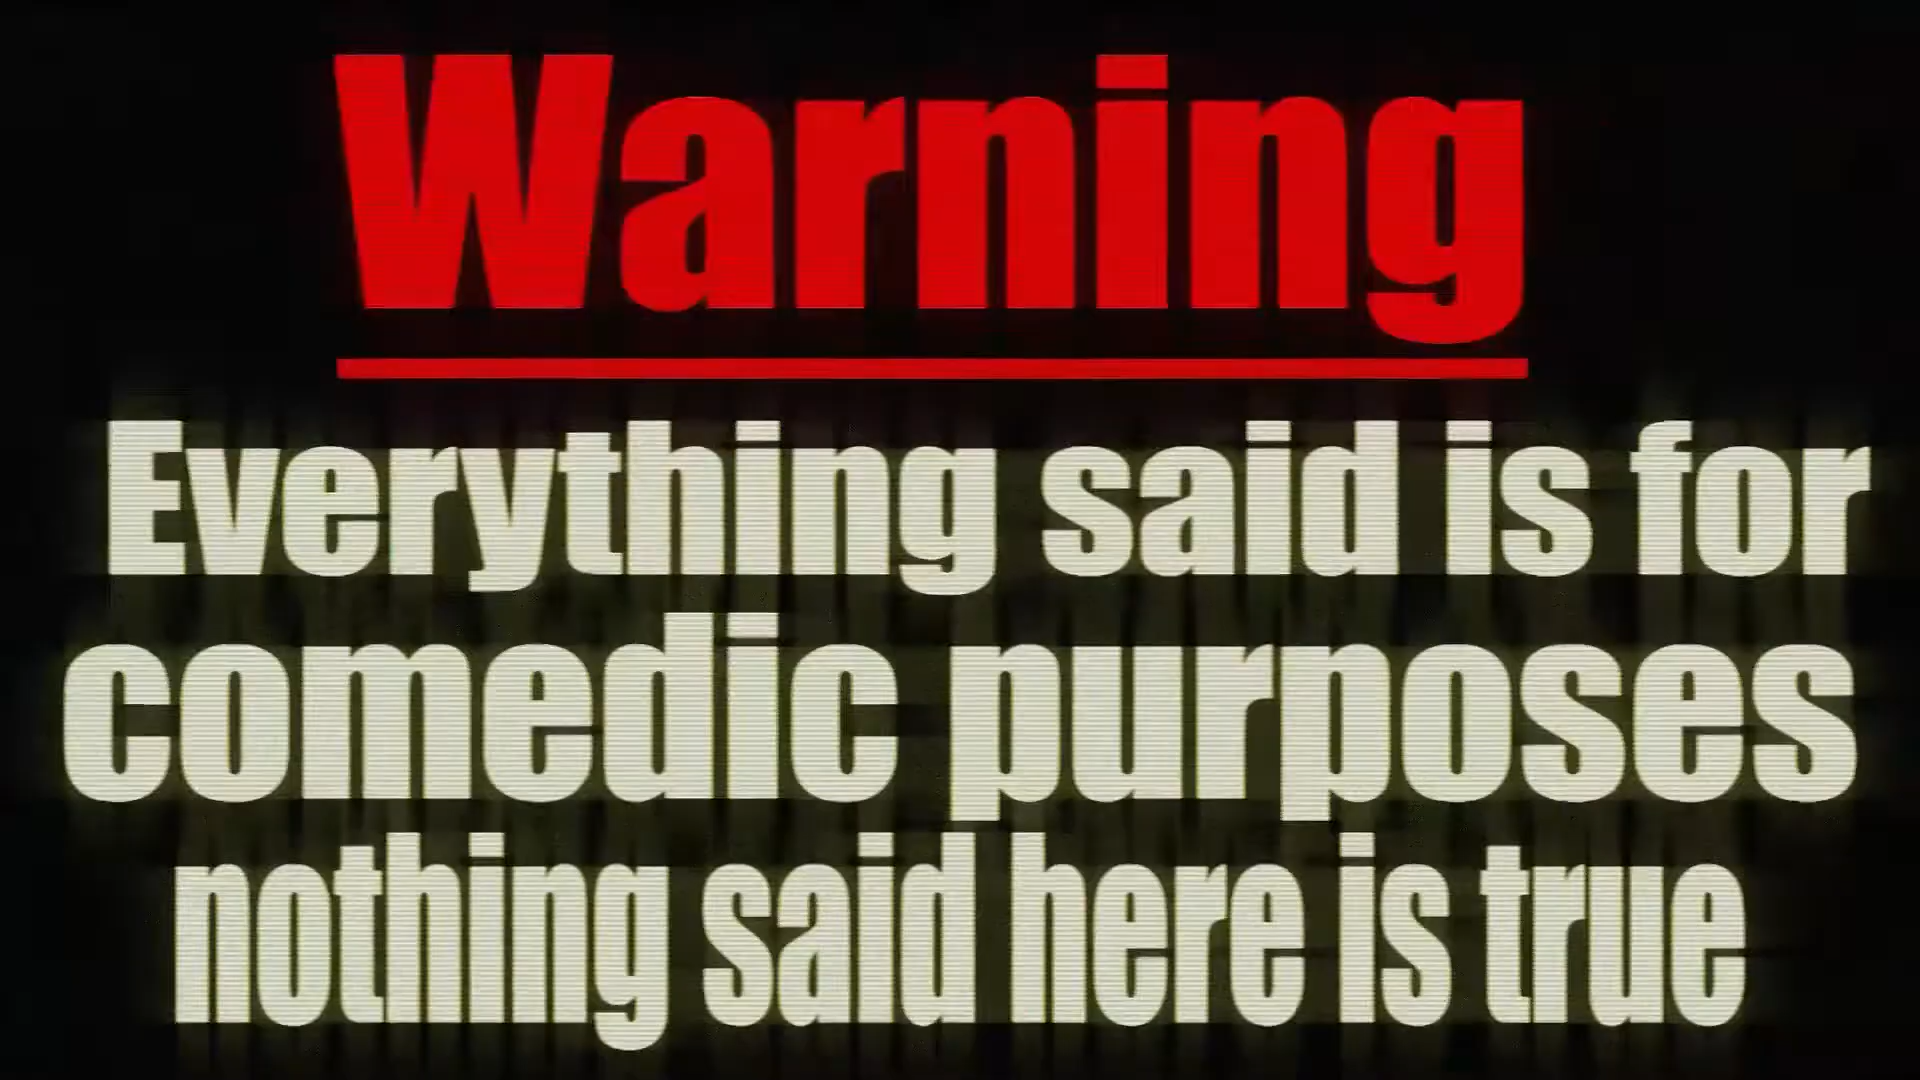 Warning
Everything said is for
comedic purposes
nothing said here is true